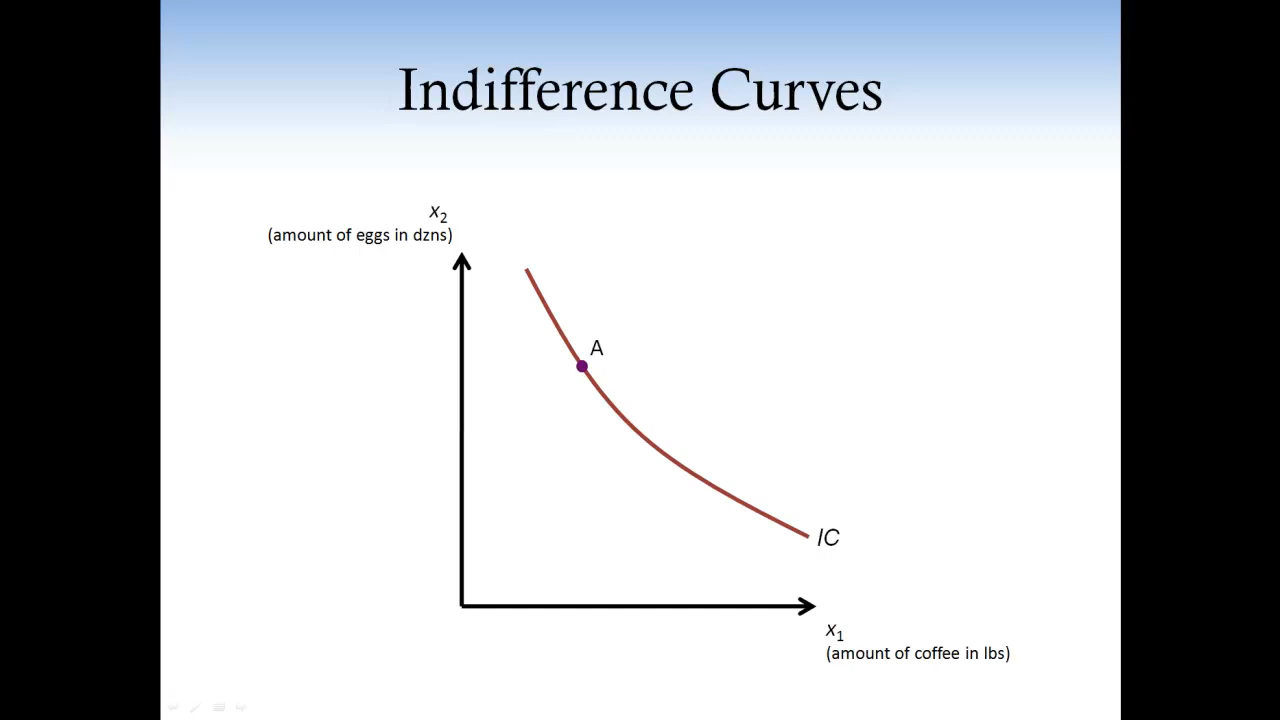 Indifference Curves
x₂
(amount of eggs in dzns)
A
IC
x₁
(amount of coffee in lbs)